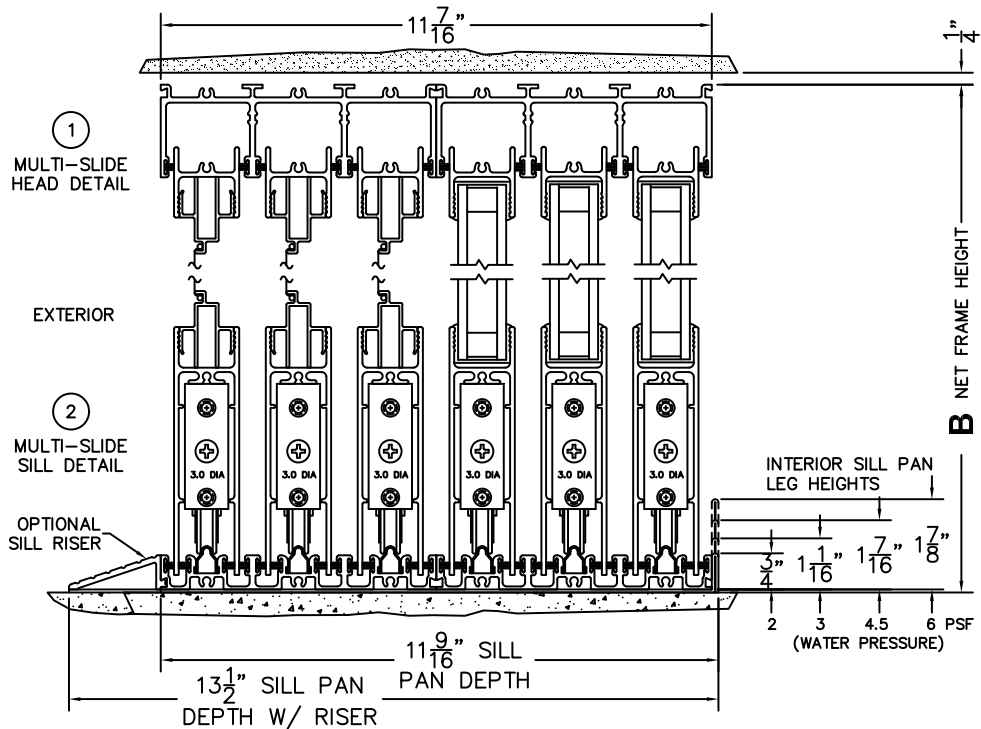 11 7/16"
1/4"
1
MULTI-SLIDE
HEAD DETAIL
EXTERIOR
B NET FRAME HEIGHT
2
MULTI-SLIDE
SILL DETAIL
3.0 DIA 3.0 DIA 3.0 DIA 3.0 DIA 3.0 DIA 3.0 DIA
INTERIOR SILL PAN
LEG HEIGHTS
OPTIONAL
SILL RISER
3/4" 1 1/16" 1 7/16" 1 7/8"
2 3 4.5 6 PSF
(WATER PRESSURE)
11 9/16" SILL
PAN DEPTH
13 1/2" SILL PAN
DEPTH W/ RISER